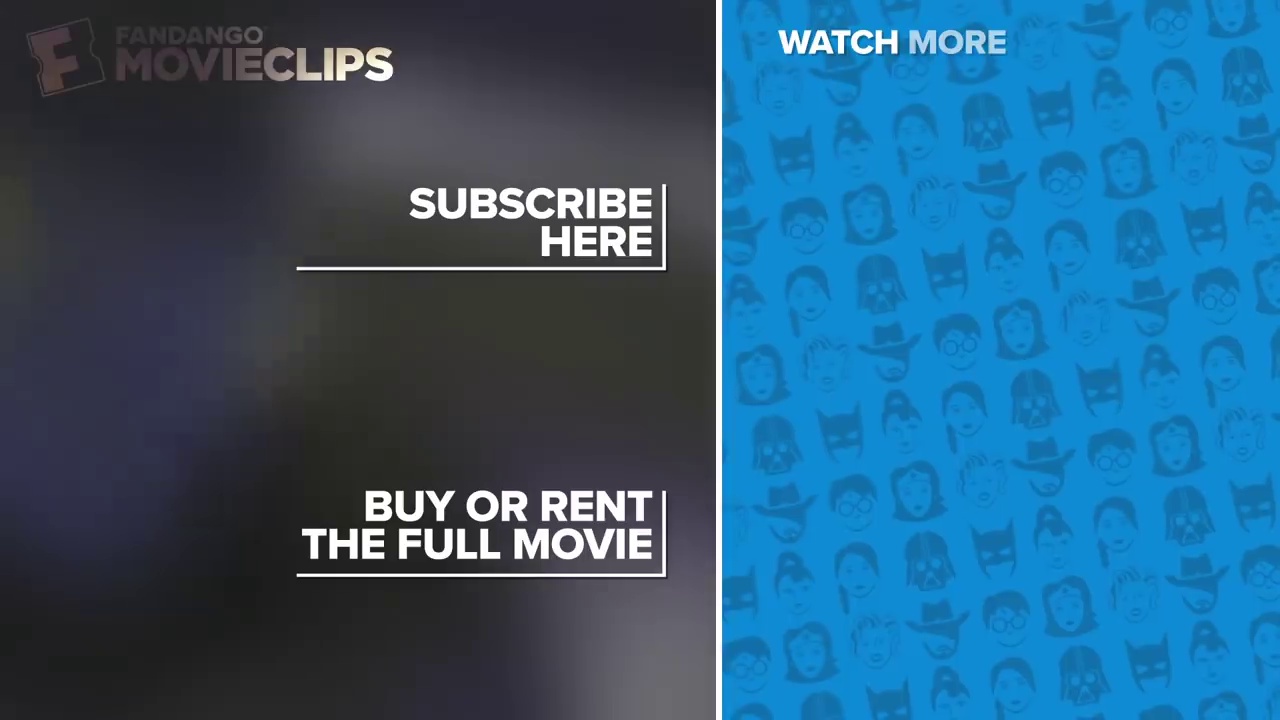 FANDANGO
MOVIECLIPS
SUBSCRIBE
HERE
BUY OR RENT
THE FULL MOVIE
WATCH MORE